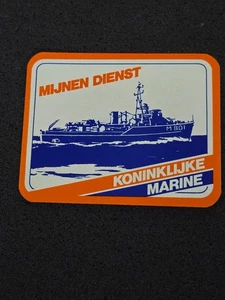 MIJNEN DIENST
M 801
KONINKLIJKE
MARINE